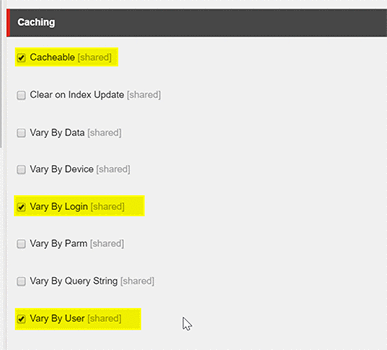 Caching
Cacheable [shared]
Clear on Index Update [shared]
Vary By Data [shared]
Vary By Device [shared]
Vary By Login [shared]
Vary By Parm [shared]
Vary By Query String [shared]
Vary By User [shared]